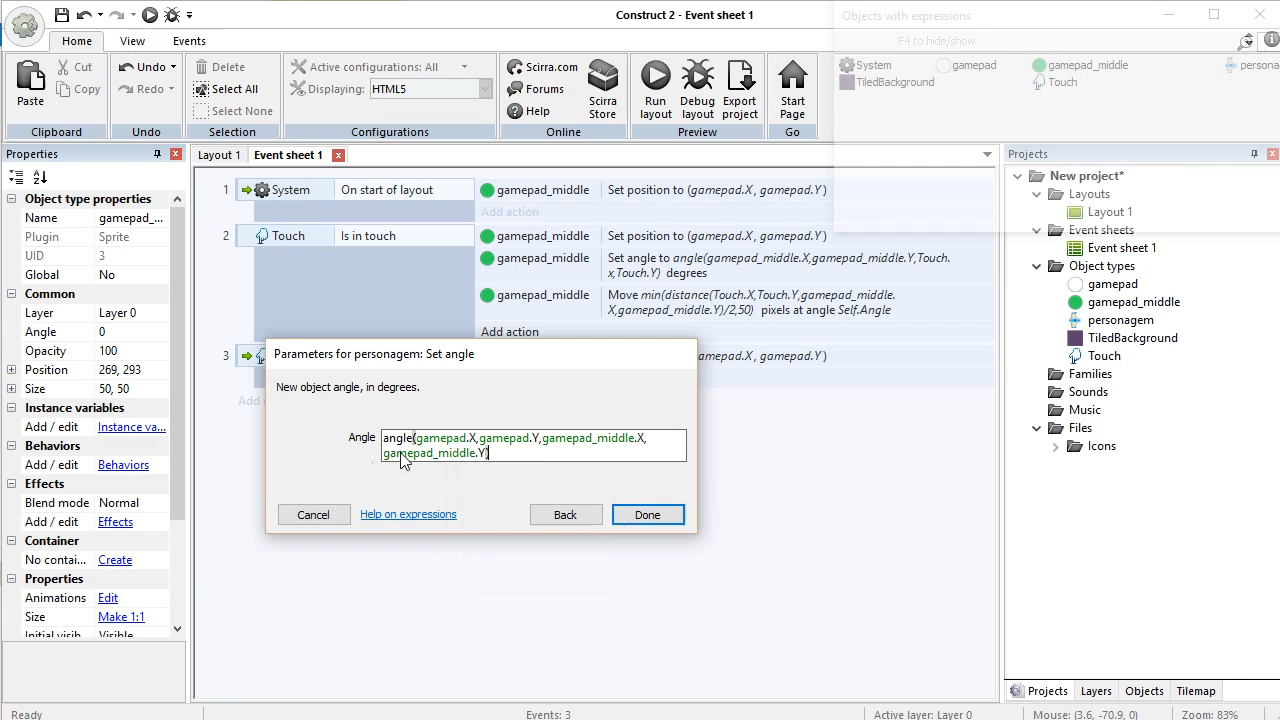 Construct 2 - Event sheet 1
Objects with expressions
F4 to hide/show
System
gamepad
gamepad_middle
persona
TiledBackground
Touch
Home
View
Events
Paste
Cut
Copy
Clipboard
Undo
Redo
Undo
Delete
Select All
Select None
Selection
Active configurations: All
Displaying: HTML5
Configurations
Scirra.com
Forums
Help
Scirra Store
Online
Run layout
Debug layout
Export project
Preview
Start Page
Go
Properties
Object type properties
Name gamepad_...
Plugin Sprite
UID 3
Global No
Common
Layer Layer 0
Angle 0
Opacity 100
Position 269, 293
Size 50, 50
Instance variables
Add / edit Instance va...
Behaviors
Add / edit Behaviors
Effects
Blend mode Normal
Add / edit Effects
Container
No contai... Create
Properties
Animations Edit
Size Make 1:1
Initial visib Visible
Layout 1
Event sheet 1
1 System On start of layout gamepad_middle Set position to (gamepad.X, gamepad.Y)
Add action
2 Touch Is in touch gamepad_middle Set position to (gamepad.X, gamepad.Y)
gamepad_middle Set angle to angle(gamepad_middle.X,gamepad_middle.Y,Touch.
x,Touch.Y) degrees
gamepad_middle Move min(distance(Touch.X,Touch.Y,gamepad_middle.
X,gamepad_middle.Y)/2,50) pixels at angle Self.Angle
Add action
3
amepad.X, gamepad.Y)
Add
Parameters for personagem: Set angle
New object angle, in degrees.
Angle angle(gamepad.X,gamepad.Y,gamepad_middle.X,
gamepad_middle.Y)
Cancel
Help on expressions
Back
Done
Projects
New project*
Layouts
Layout 1
Event sheets
Event sheet 1
Object types
gamepad
gamepad_middle
personagem
TiledBackground
Touch
Families
Sounds
Music
Files
Icons
Projects
Layers
Objects
Tilemap
Ready
Events: 3
Active layer: Layer 0
Mouse: (3.6, -70.9, 0)
Zoom: 83%